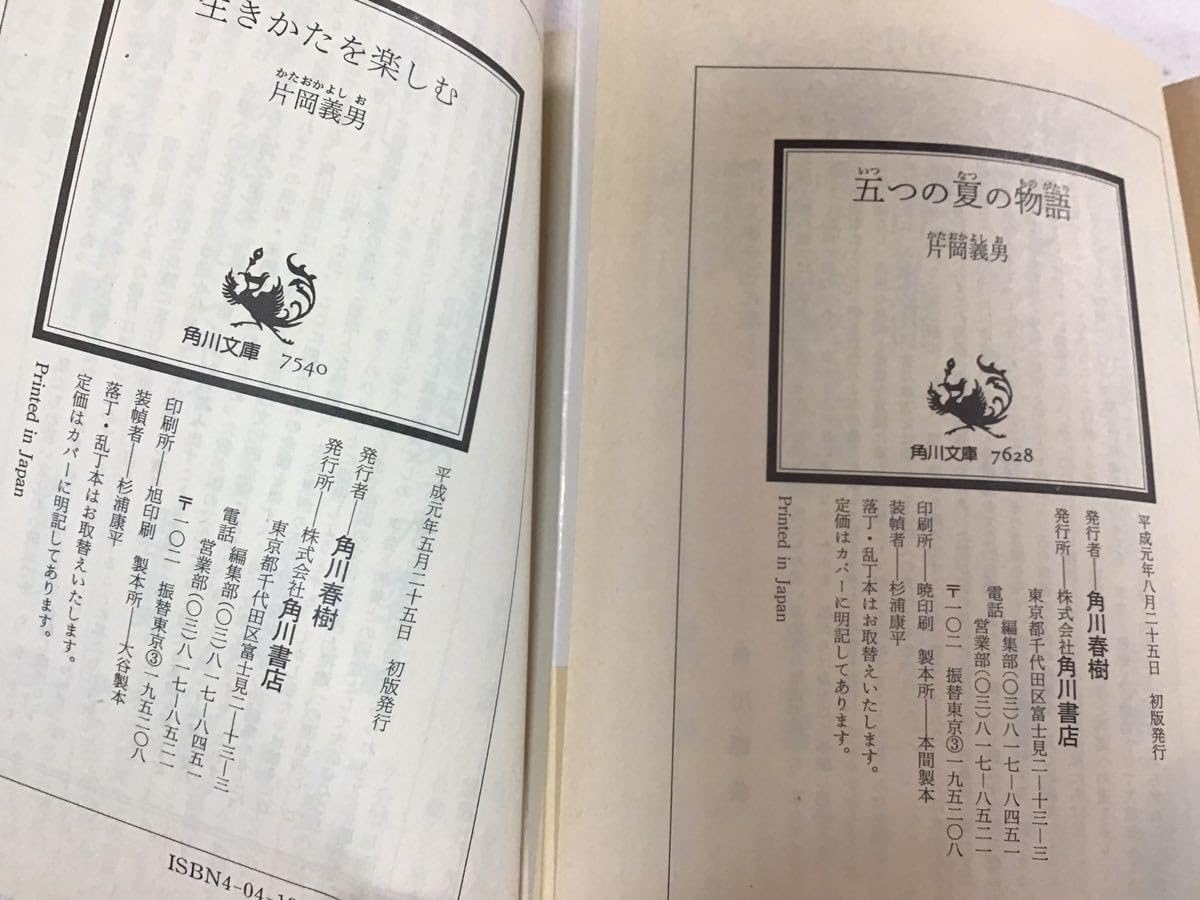 生きかたを楽しむ
かたおかよしお
片岡義男
角川文庫 7540
平成元年五月二十五日 初版発行
発行者――角川春樹
発行所――株式会社角川書店
東京都千代田区富士見二―十三―三
電話 編集部(〇三)八一七―八四五一
営業部(〇三)八一七―八五二一
〒一〇二 振替東京③一九五二〇八
印刷所――旭印刷 製本所――大谷製本
装幀者――杉浦康平
落丁・乱丁本はお取替えいたします。
定価はカバーに明記してあります。
Printed in Japan
ISBN4-04-1
いつ なつ ものがたり
五つの夏の物語
かたおかよしお
片岡義男
角川文庫 7628
平成元年八月二十五日 初版発行
発行者――角川春樹
発行所――株式会社角川書店
東京都千代田区富士見二―十三―三
電話 編集部(〇三)八一七―八四五一
営業部(〇三)八一七―八五二一
〒一〇二 振替東京③一九五二〇八
印刷所――暁印刷 製本所――本間製本
装幀者――杉浦康平
落丁・乱丁本はお取替えいたします。
定価はカバーに明記してあります。
Printed in Japan